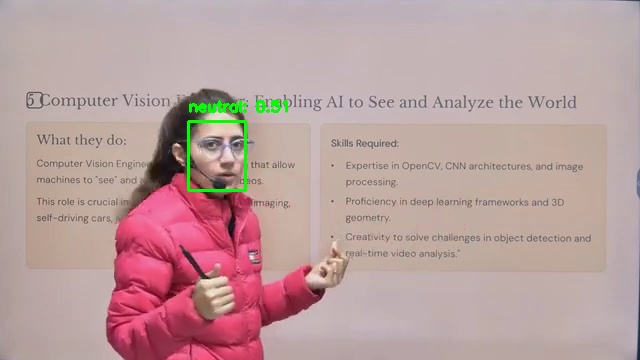 neutral: 0.51
5 Computer Vision Enabling AI to See and Analyze the World
What they do:
Computer Vision that allow
machines to "see" and
This role is crucial imaging,
self-driving cars,
Skills Required:
• Expertise in OpenCV, CNN architectures, and image
processing.
• Proficiency in deep learning frameworks and 3D
geometry.
• Creativity to solve challenges in object detection and
real-time video analysis."